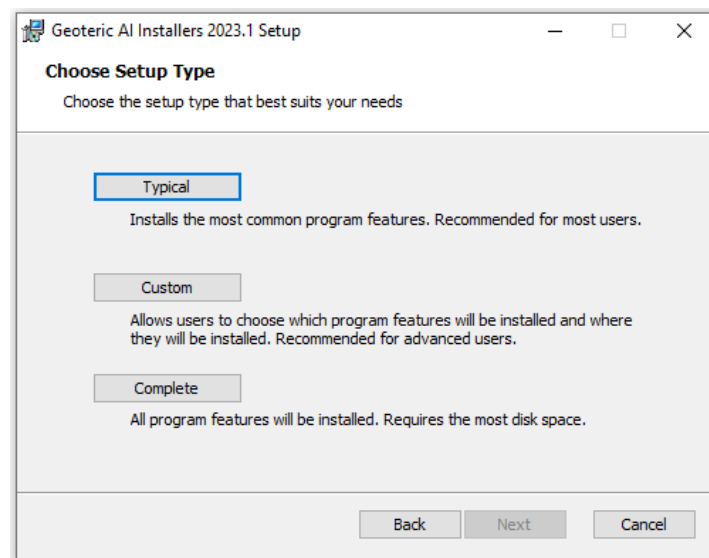 Geoteric AI Installers 2023.1 Setup
Choose Setup Type
Choose the setup type that best suits your needs
Typical
Installs the most common program features. Recommended for most users.
Custom
Allows users to choose which program features will be installed and where
they will be installed. Recommended for advanced users.
Complete
All program features will be installed. Requires the most disk space.
Back Next Cancel